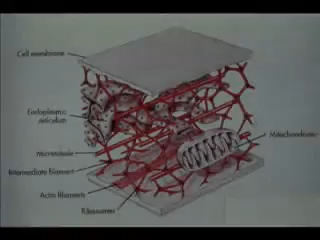 Cell membrane
Endoplasmic
reticulum
Mitochondrion
Microtubule
Intermediate filament
Actin filaments
Ribosomes